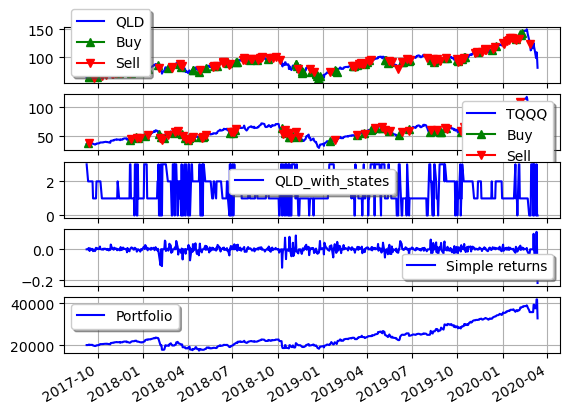 QLD
Buy
Sell
150
100
TQQQ
Buy
Sell
100
50
QLD_with_states
2
0
Simple returns
0.0
−0.2
Portfolio
40000
20000
2017-10
2018-01
2018-04
2018-07
2018-10
2019-01
2019-04
2019-07
2019-10
2020-01
2020-04